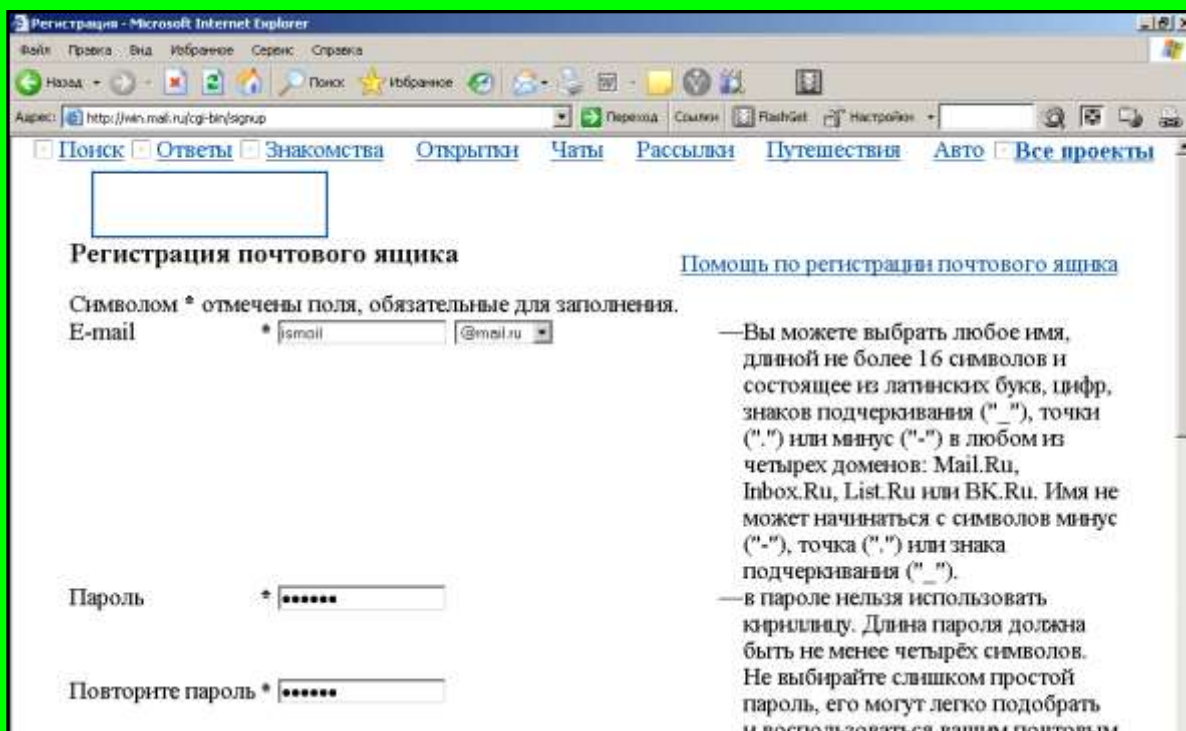 Регистрация - Microsoft Internet Explorer
Файл Правка Вид Избранное Сервис Справка
Назад Поиск Избранное
Адрес: http://win.mail.ru/cgi-bin/signup Переход Ссылки FlashGet Настройки
Поиск Ответы Знакомства Открытки Чаты Рассылки Путешествия Авто Все проекты
Регистрация почтового ящика
Помощь по регистрации почтового ящика
Символом * отмечены поля, обязательные для заполнения.
E-mail * ismail @mail.ru
—Вы можете выбрать любое имя,
длиной не более 16 символов и
состоящее из латинских букв, цифр,
знаков подчеркивания ("_"), точки
(".") или минус ("-") в любом из
четырех доменов: Mail.Ru,
Inbox.Ru, List.Ru или BK.Ru. Имя не
может начинаться с символов минус
("-"), точка (".") или знака
подчеркивания ("_").
Пароль * ••••••
—в пароле нельзя использовать
кириллицу. Длина пароля должна
быть не менее четырёх символов.
Не выбирайте слишком простой
Повторите пароль * ••••••
пароль, его могут легко подобрать
и воспользоваться вашим почтовым